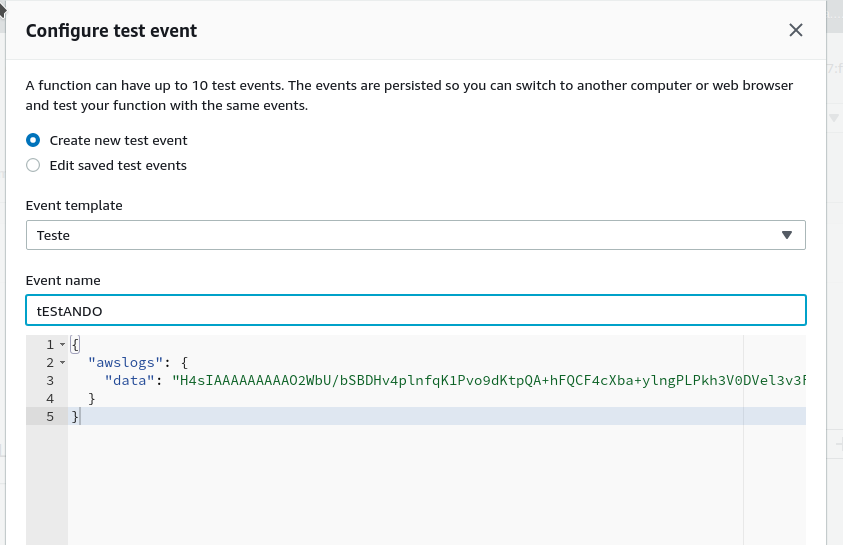 Configure test event
A function can have up to 10 test events. The events are persisted so you can switch to another computer or web browser
and test your function with the same events.
Create new test event
Edit saved test events
Event template
Teste
Event name
tEStANDO
1 {
2 "awslogs": {
3 "data": "H4sIAAAAAAAAAO2WbU/bSBDHv4plnfqK1Pvo9dKtpQA+hFQCF4cXba+ylngPLPkh3V0DVel3v3F
4 }
5 }